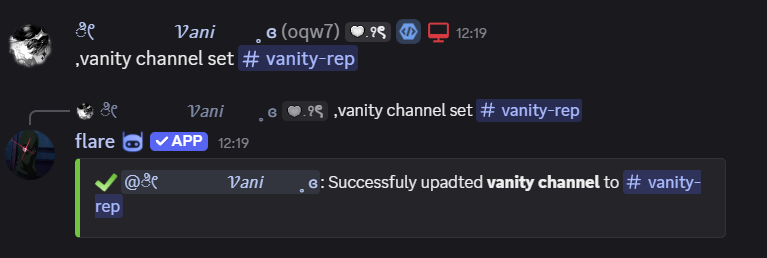 Vani (oqw7) 12:19
,vanity channel set # vanity-rep
Vani ,vanity channel set # vanity-rep
flare ✓ APP 12:19
@ Vani : Successfuly upadted vanity channel to # vanity-
rep